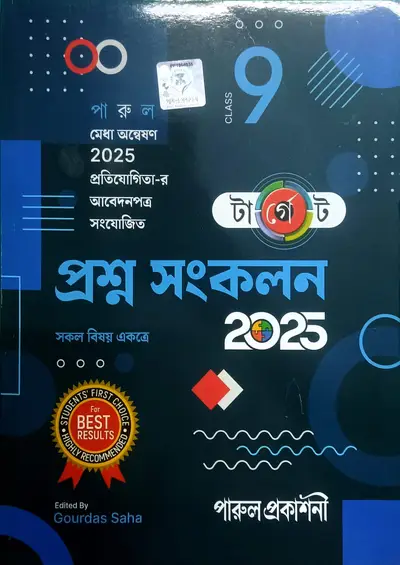 CLASS 9
পা রু ল
মেধা অন্বেষণ
2025
প্রতিযোগিতা-র
আবেদনপত্র
সংযোজিত
টার্গেট
প্রশ্ন সংকলন
2025
সকল বিষয় একত্রে
STUDENTS' FIRST CHOICE
For
BEST
RESULTS
HIGHLY RECOMMENDED
Edited By
Gourdas Saha
পারুল প্রকাশনী